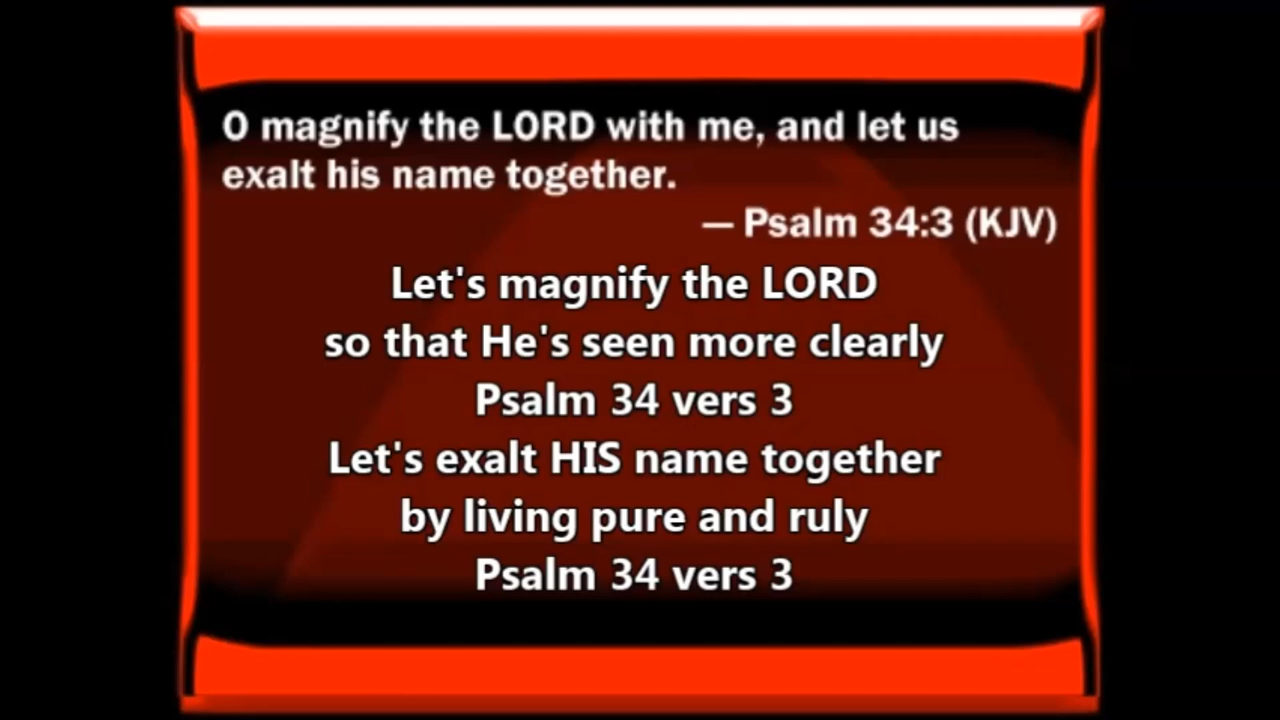 O magnify the LORD with me, and let us
exalt his name together.
— Psalm 34:3 (KJV)
Let's magnify the LORD
so that He's seen more clearly
Psalm 34 vers 3
Let's exalt HIS name together
by living pure and ruly
Psalm 34 vers 3